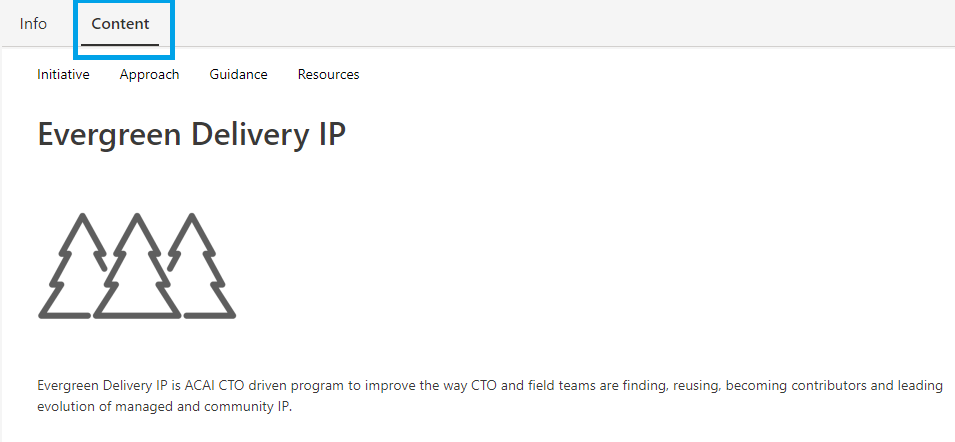 Info Content
Initiative Approach Guidance Resources
Evergreen Delivery IP
Evergreen Delivery IP is ACAI CTO driven program to improve the way CTO and field teams are finding, reusing, becoming contributors and leading
evolution of managed and community IP.